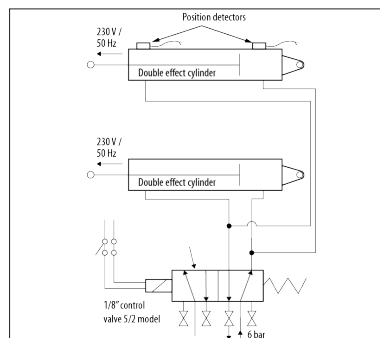 Position detectors
230 V /
50 Hz
Double effect cylinder
230 V /
50 Hz
Double effect cylinder
1/8" control
valve 5/2 model
6 bar